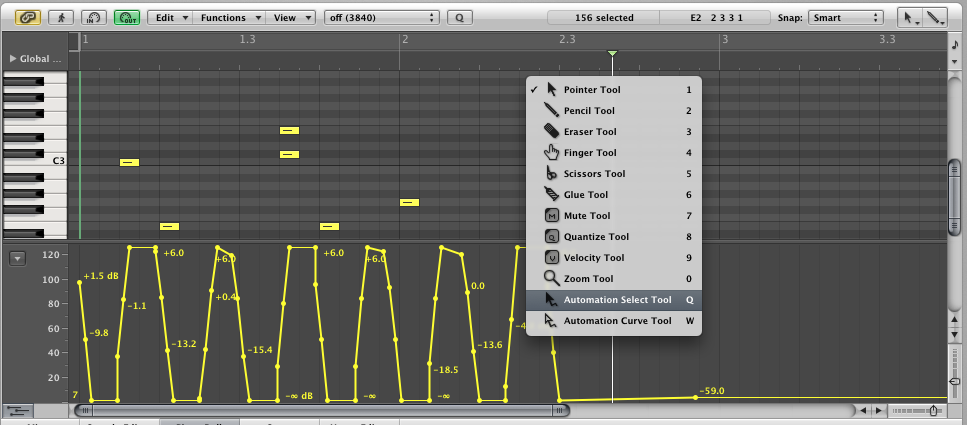 Edit Functions View off (3840) Q 156 selected E2 2 3 3 1 Snap: Smart
IN OUT
1 1.3 2 2.3 3 3.3
Global ...
C3
Pointer Tool 1
Pencil Tool 2
Eraser Tool 3
Finger Tool 4
Scissors Tool 5
Glue Tool 6
M Mute Tool 7
Q Quantize Tool 8
V Velocity Tool 9
Zoom Tool 0
Automation Select Tool Q
Automation Curve Tool W
120
100
80
60
40
20
7
+1.5 dB
-9.8
-1.1
+6.0
-13.2
+6.0
+0.4
-15.4
-∞ dB
+6.0
+6.0
-∞
-18.5
-∞
0.0
-13.6
-59.0